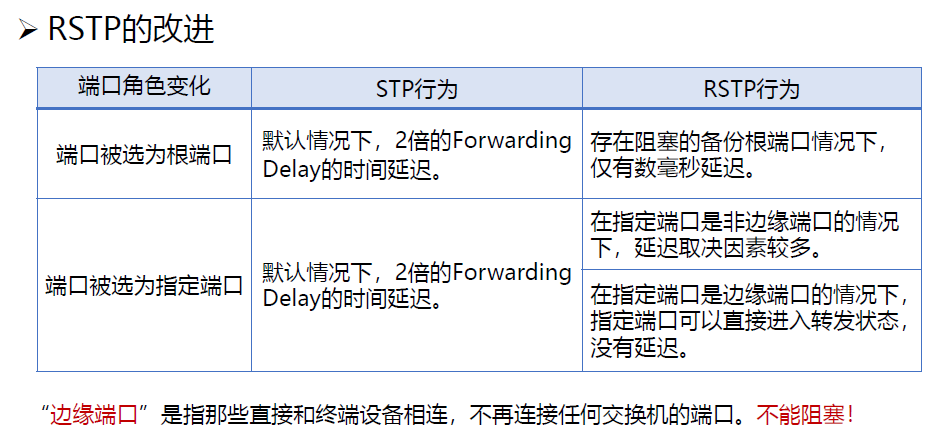 ➢ RSTP的改进
端口角色变化
STP行为
RSTP行为
端口被选为根端口
默认情况下，2倍的Forwarding
Delay的时间延迟。
存在阻塞的备份根端口情况下，
仅有数毫秒延迟。
端口被选为指定端口
默认情况下，2倍的Forwarding
Delay的时间延迟。
在指定端口是非边缘端口的情况
下，延迟取决因素较多。
在指定端口是边缘端口的情况下，
指定端口可以直接进入转发状态，
没有延迟。
“边缘端口”是指那些直接和终端设备相连，不再连接任何交换机的端口。不能阻塞！